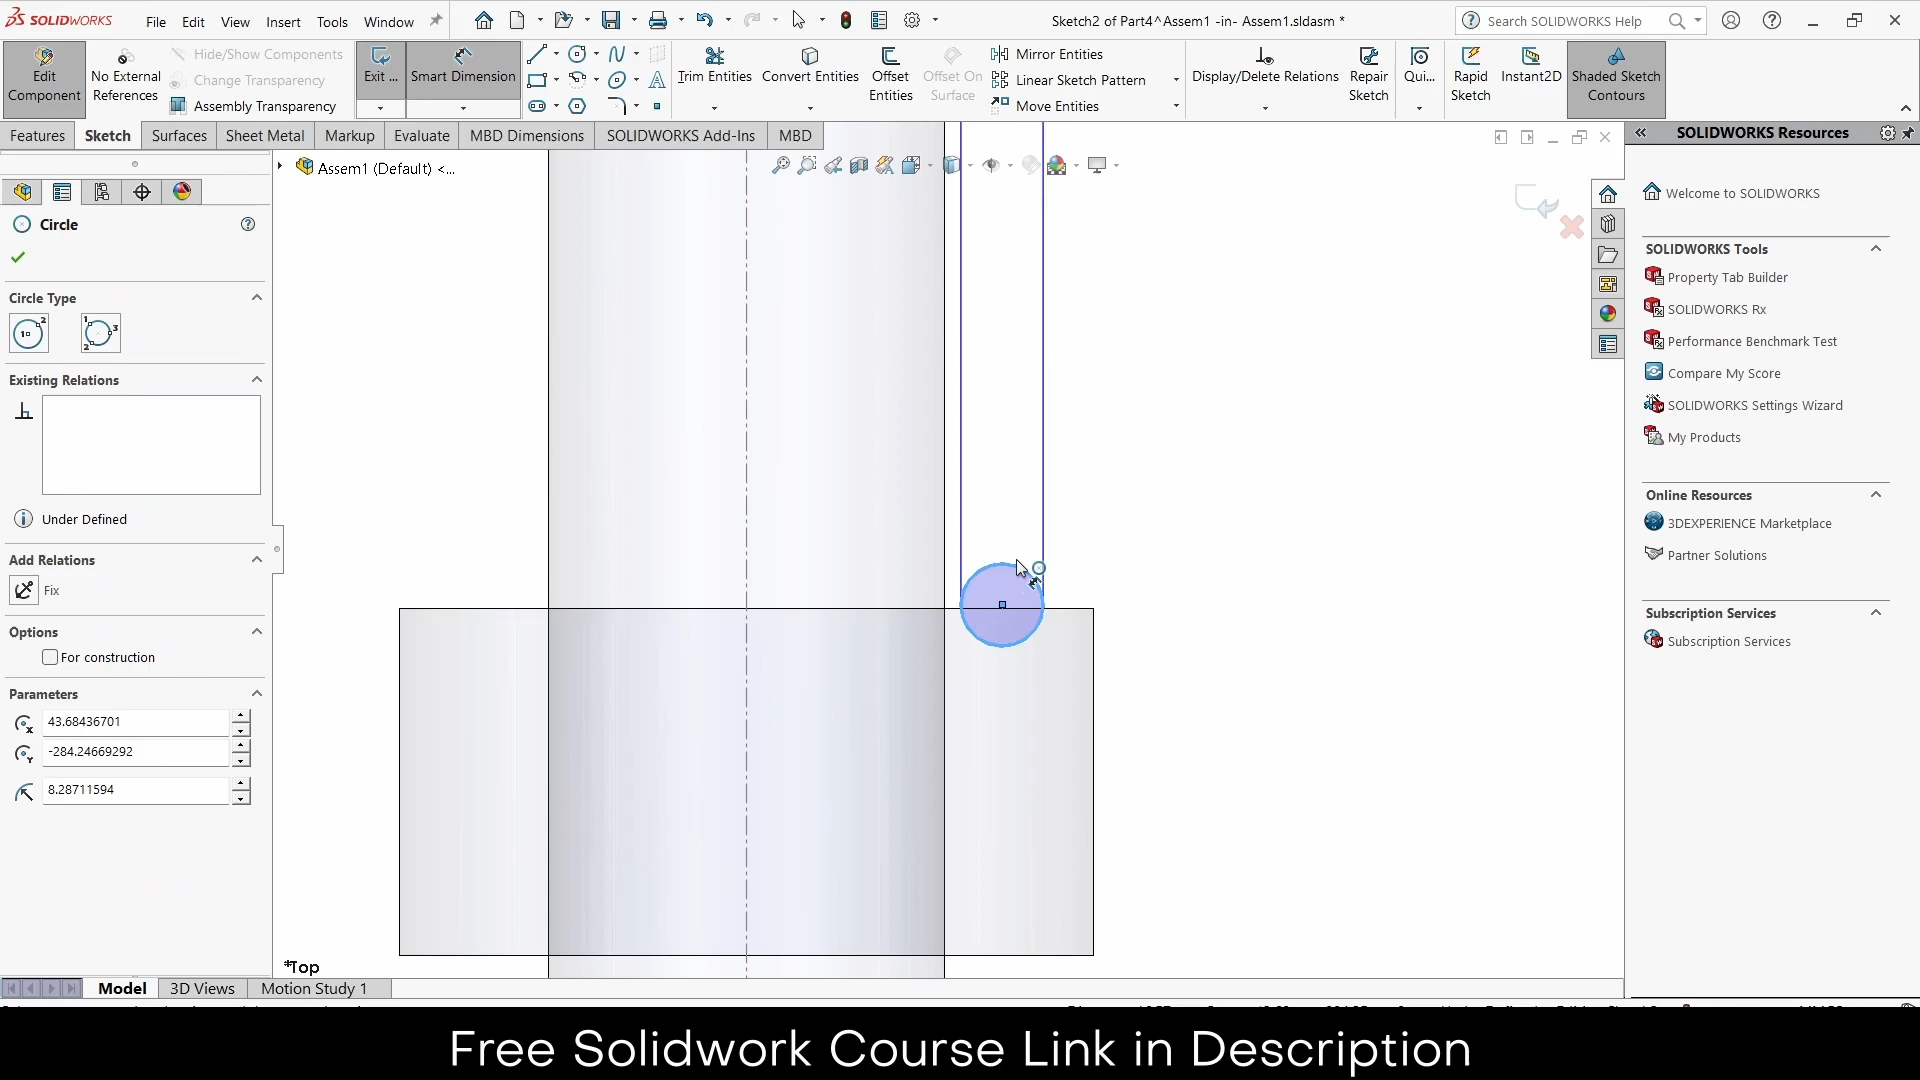 SOLIDWORKS
File Edit View Insert Tools Window
Sketch2 of Part4^Assem1 -in- Assem1.sldasm *
Search SOLIDWORKS Help
Edit Component
No External References
Hide/Show Components
Change Transparency
Assembly Transparency
Exit ...
Smart Dimension
Trim Entities
Convert Entities
Offset Entities
Offset On Surface
Mirror Entities
Linear Sketch Pattern
Move Entities
Display/Delete Relations
Repair Sketch
Qui...
Rapid Sketch
Instant2D
Shaded Sketch Contours
Features Sketch Surfaces Sheet Metal Markup Evaluate MBD Dimensions SOLIDWORKS Add-Ins MBD
Assem1 (Default) <...
Circle
Circle Type
Existing Relations
Under Defined
Add Relations
Fix
Options
For construction
Parameters
43.68436701
-284.24669292
8.28711594
*Top
Model 3D Views Motion Study 1
SOLIDWORKS Resources
Welcome to SOLIDWORKS
SOLIDWORKS Tools
Property Tab Builder
SOLIDWORKS Rx
Performance Benchmark Test
Compare My Score
SOLIDWORKS Settings Wizard
My Products
Online Resources
3DEXPERIENCE Marketplace
Partner Solutions
Subscription Services
Subscription Services
Free Solidwork Course Link in Description